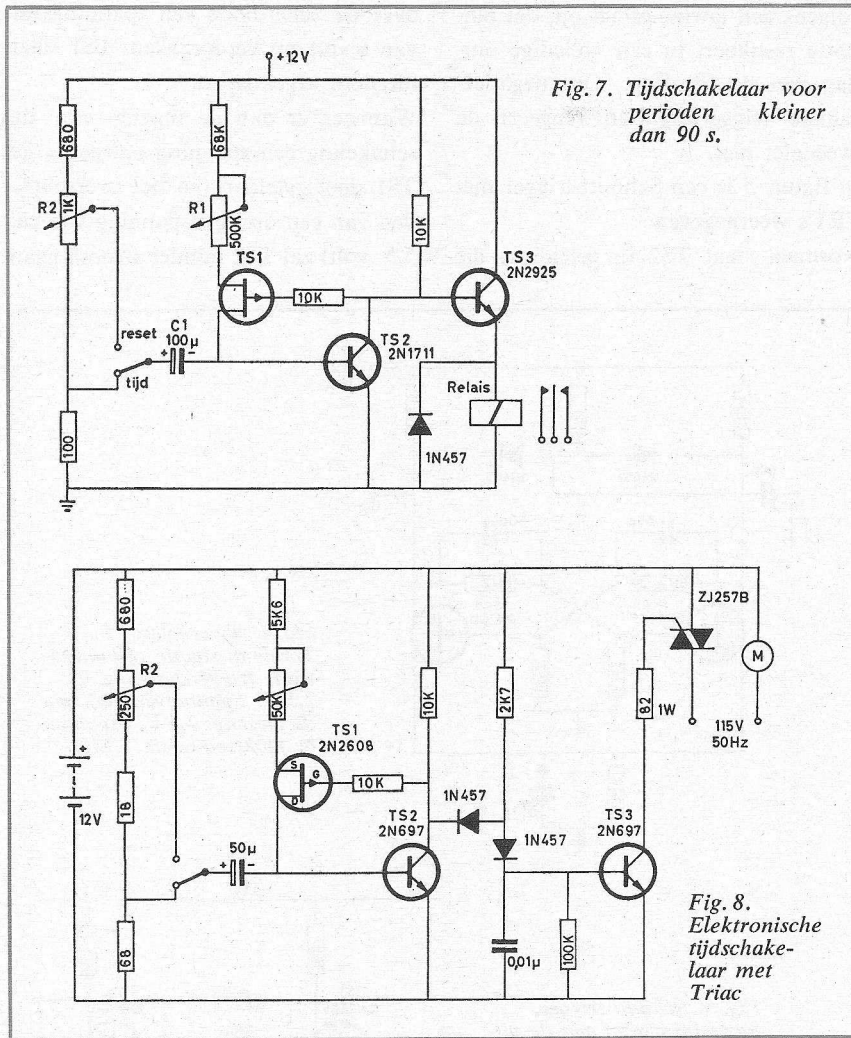 +12V
Fig. 7. Tijdschakelaar voor
perioden kleiner
dan 90 s.
680
68K
R2
1K
R1
500K
10K
TS1
10K
TS3
2N2925
reset
C1
100µ
+ -
tijd
TS2
2N1711
Relais
100
1N457
680
5K6
ZJ257B
R2
250
50K
10K
2K7
82
1W
M
115V
50Hz
TS1
2N2608
S
G
D
10K
+
12V
18
1N457
TS2
2N697
1N457
TS3
2N697
50µ
+ -
68
0,01µ
100K
Fig. 8.
Elektronische
tijdschake-
laar met
Triac